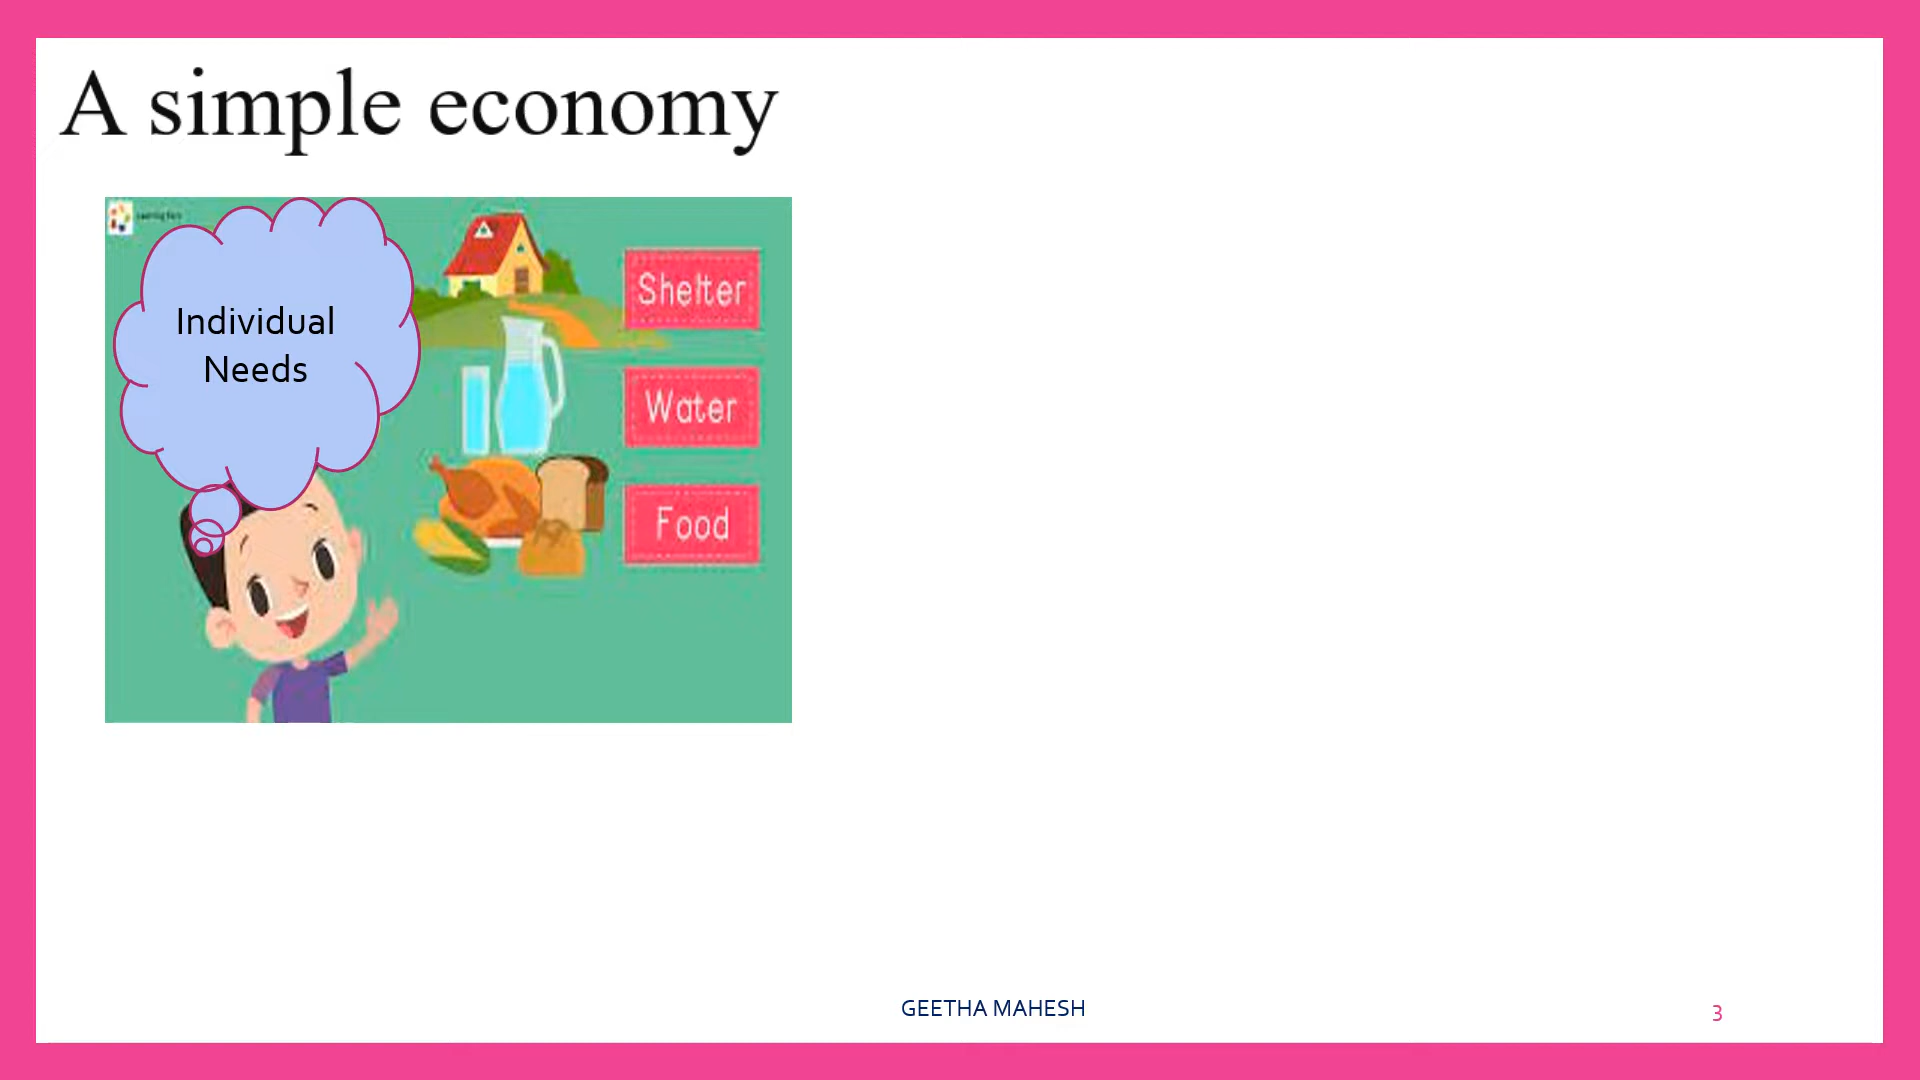 A simple economy
Individual
Needs
Shelter
Water
Food
GEETHA MAHESH
3